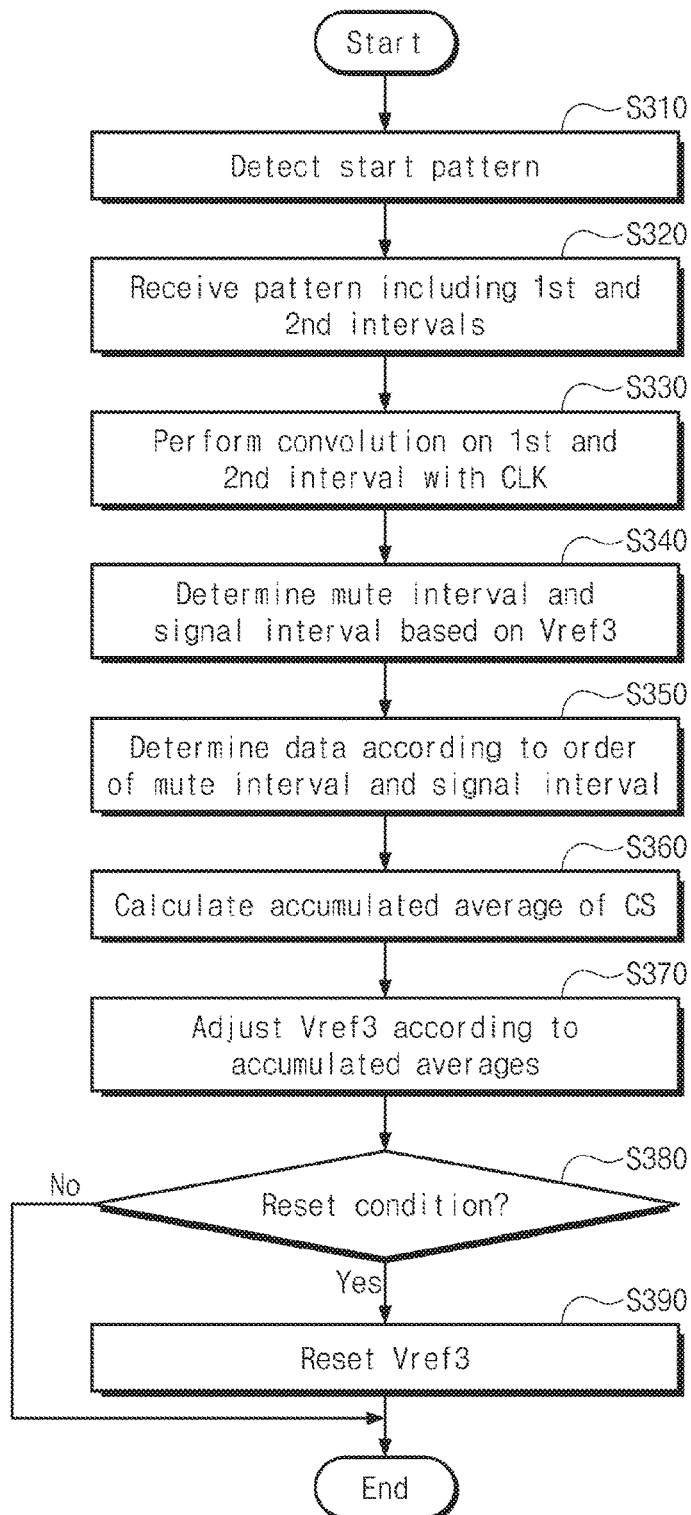 Start
S310
Detect start pattern
S320
Receive pattern including 1st and
2nd intervals
S330
Perform convolution on 1st and
2nd interval with CLK
S340
Determine mute interval and
signal interval based on Vref3
S350
Determine data according to order
of mute interval and signal interval
S360
Calculate accumulated average of CS
S370
Adjust Vref3 according to
accumulated averages
S380
No
Reset condition?
Yes
S390
Reset Vref3
End